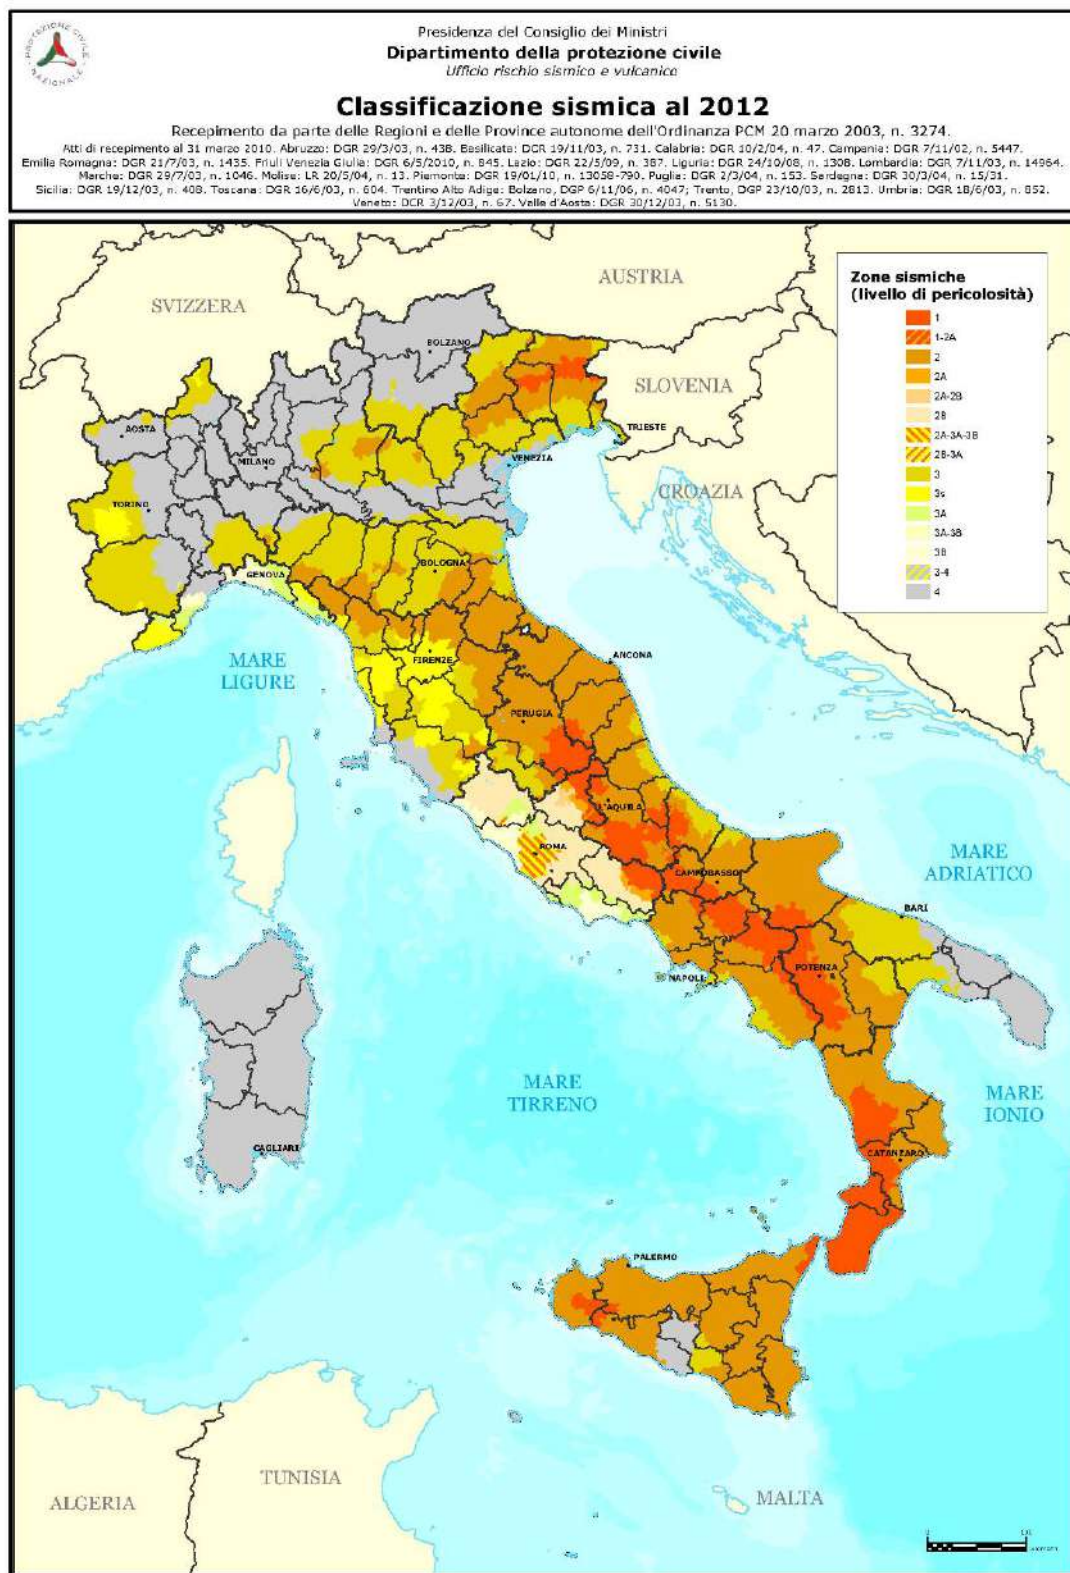 PROTEZIONE CIVILE
NAZIONALE
Presidenza del Consiglio dei Ministri
Dipartimento della protezione civile
Ufficio rischio sismico e vulcanico
Classificazione sismica al 2012
Recepimento da parte delle Regioni e delle Province autonome dell'Ordinanza PCM 20 marzo 2003, n. 3274.
Atti di recepimento al 31 marzo 2010. Abruzzo: DGR 29/3/03, n. 438. Basilicata: DCR 19/11/03, n. 731. Calabria: DGR 10/2/04, n. 47. Campania: DGR 7/11/02, n. 5447.
Emilia Romagna: DGR 21/7/03, n. 1435. Friuli Venezia Giulia: DGR 6/5/2010, n. 845. Lazio: DGR 22/5/09, n. 387. Liguria: DGR 24/10/08, n. 1308. Lombardia: DGR 7/11/03, n. 14964.
Marche: DGR 29/7/03, n. 1046. Molise: LR 20/5/04, n. 13. Piemonte: DGR 19/01/10, n. 13058-790. Puglia: DGR 2/3/04, n. 153. Sardegna: DGR 30/3/04, n. 15/31.
Sicilia: DGR 19/12/03, n. 408. Toscana: DGR 16/6/03, n. 604. Trentino Alto Adige: Bolzano, DGP 6/11/06, n. 4047; Trento, DGP 23/10/03, n. 2813. Umbria: DGR 18/6/03, n. 852.
Veneto: DCR 3/12/03, n. 67. Valle d'Aosta: DGR 30/12/03, n. 5130.
Zone sismiche
(livello di pericolosità)
1
1-2A
2
2A
2A-2B
2B
2A-3A-3B
2B-3A
3
3s
3A
3A-3B
3B
3-4
4
AUSTRIA
SVIZZERA
BOLZANO
SLOVENIA
AOSTA
TRIESTE
MILANO
VENEZIA
CROAZIA
TORINO
BOLOGNA
GENOVA
MARE
LIGURE
FIRENZE
ANCONA
PERUGIA
L'AQUILA
ROMA
MARE
ADRIATICO
CAMPOBASSO
BARI
NAPOLI
POTENZA
MARE
TIRRENO
MARE
IONIO
CAGLIARI
CATANZARO
PALERMO
TUNISIA
ALGERIA
MALTA
0